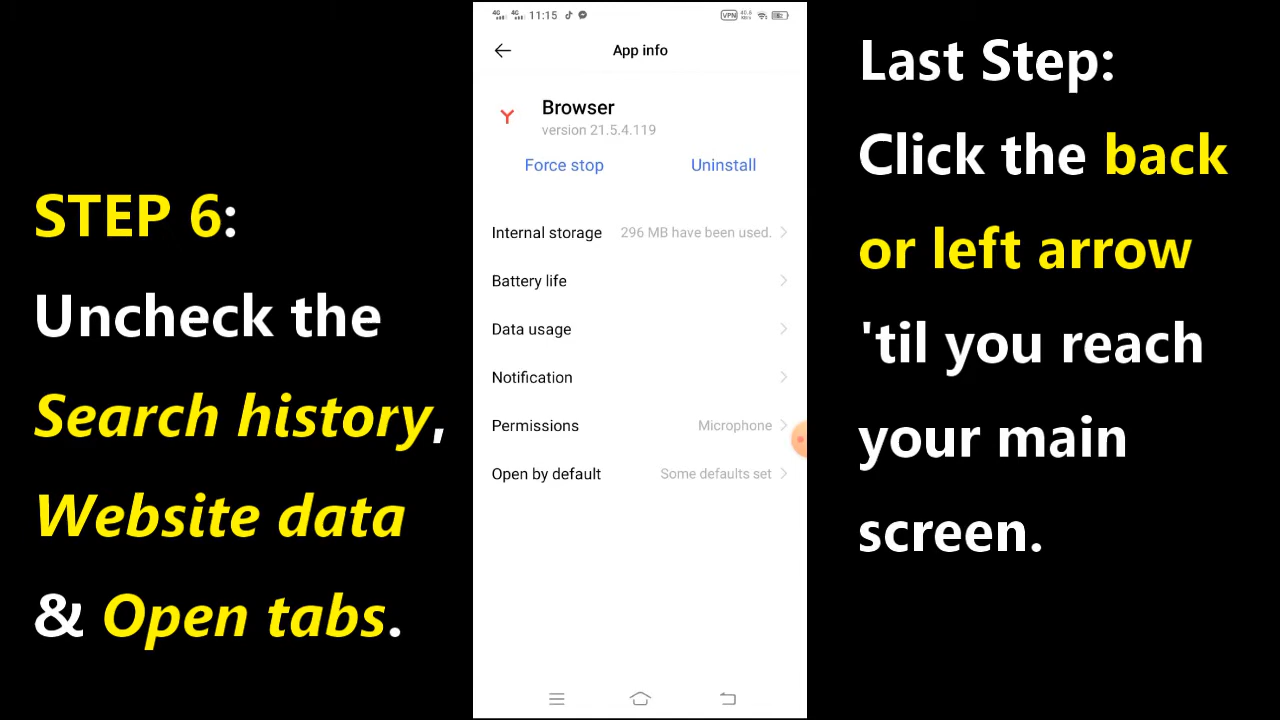 STEP 6:
Uncheck the
Search history,
Website data
& Open tabs.
4G 4G 11:15 VPN
App info
Y
Browser
version 21.5.4.119
Force stop Uninstall
Internal storage 296 MB have been used.
Battery life
Data usage
Notification
Permissions Microphone
Open by default Some defaults set
Last Step:
Click the back
or left arrow
'til you reach
your main
screen.